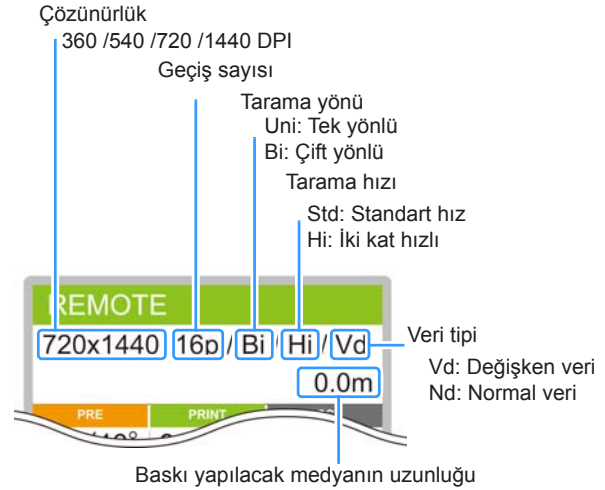 Çözünürlük
360 /540 /720 /1440 DPI
Geçiş sayısı
Tarama yönü
Uni: Tek yönlü
Bi: Çift yönlü
Tarama hızı
Std: Standart hız
Hi: İki kat hızlı
REMOTE
720x1440 16p / Bi / Hi / Vd
Veri tipi
Vd: Değişken veri
Nd: Normal veri
0.0m
PRE PRINT
Baskı yapılacak medyanın uzunluğu